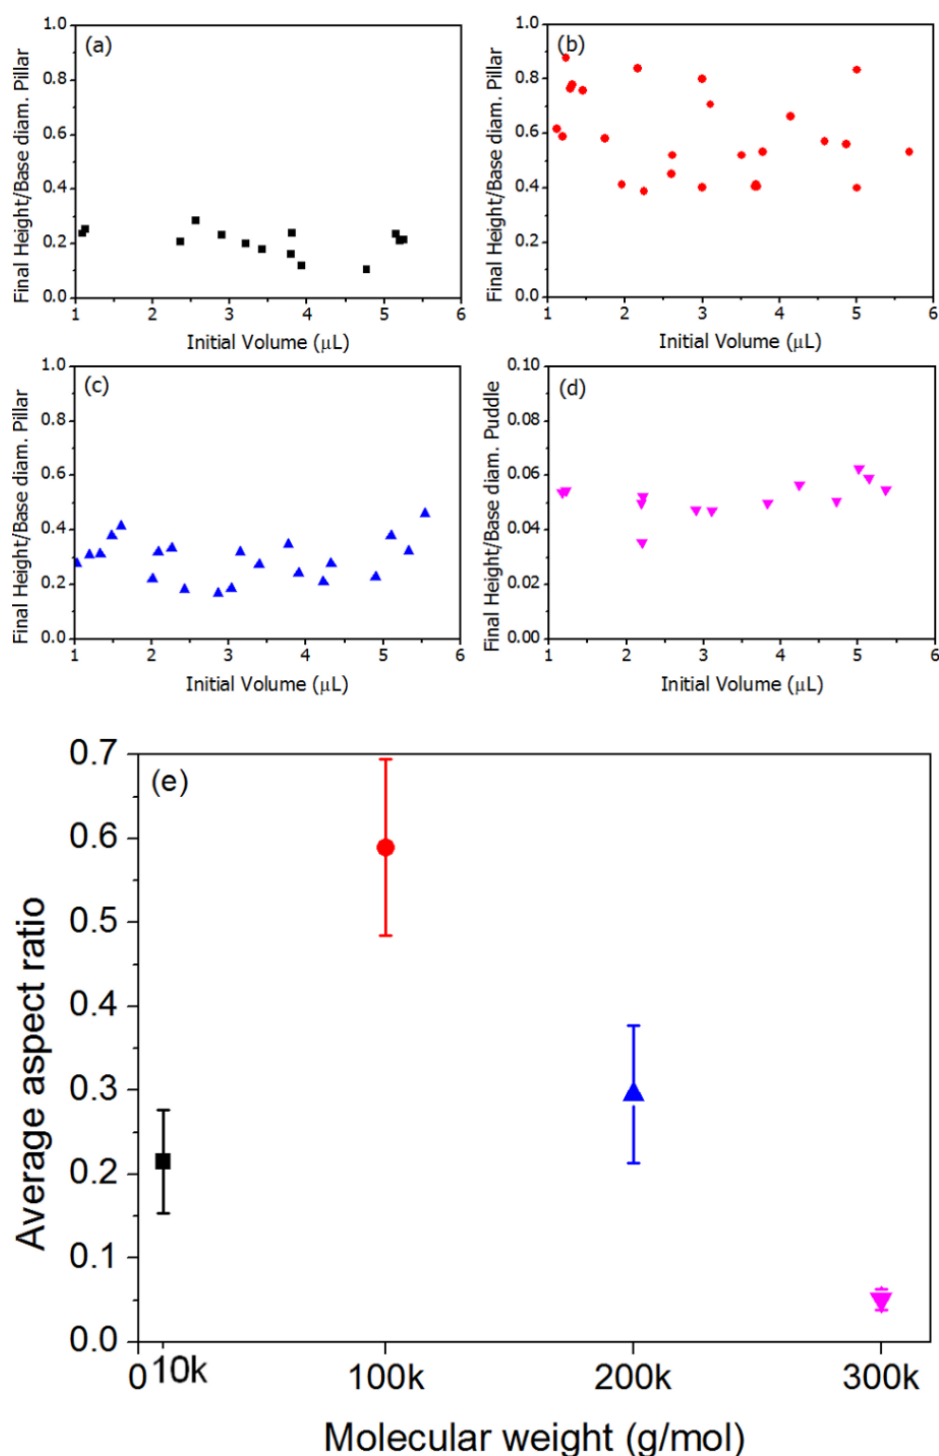 (a)
Final Height/Base diam. Pillar
1.0
0.8
0.6
0.4
0.2
0.0
1 2 3 4 5 6
Initial Volume (µL)
(b)
Final Height/Base diam. Pillar
1.0
0.8
0.6
0.4
0.2
0.0
1 2 3 4 5 6
Initial Volume (µL)
(c)
Final Height/Base diam. Pillar
1.0
0.8
0.6
0.4
0.2
0.0
1 2 3 4 5 6
Initial Volume (µL)
(d)
Final Height/Base diam. Puddle
0.10
0.08
0.06
0.04
0.02
0.00
1 2 3 4 5 6
Initial Volume (µL)
(e)
Average aspect ratio
0.7
0.6
0.5
0.4
0.3
0.2
0.1
0.0
0 10k 100k 200k 300k
Molecular weight (g/mol)